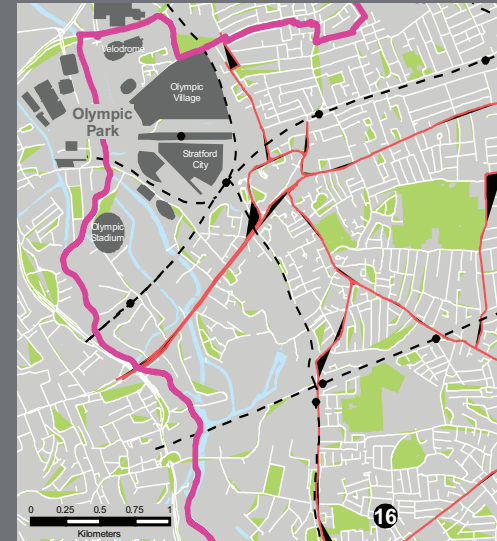 Velodrome
Olympic
Village
Olympic
Park
Stratford
City
Olympic
Stadium
16
0 0.25 0.5 0.75 1
Kilometers